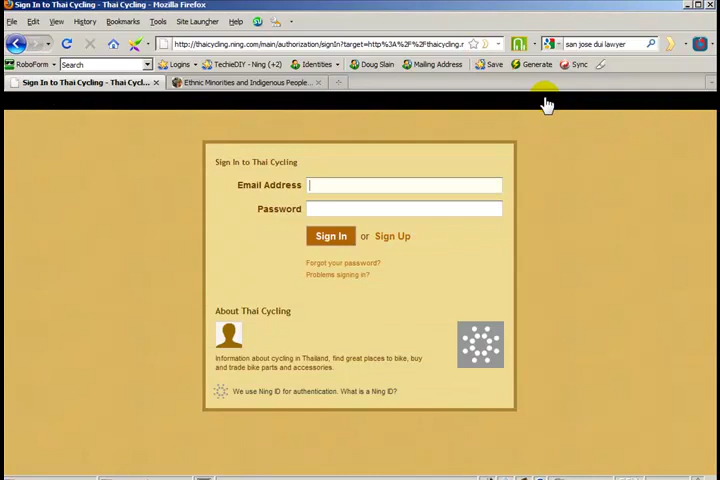 Sign In to Thai Cycling - Mozilla Firefox
File Edit View History Bookmarks Tools Site Launcher Help
http://thaicycling.ning.com/main/authorization/signIn?target=http%3A%2F%2Fthaicycling.n
san jose dui lawyer
RoboForm Search Logins TechieDIY - Ning (+2) Identities Doug Slain Mailing Address Save Generate Sync
Sign In to Thai Cycling - Thai Cycl... Ethnic Minorities and Indigenous People...
Sign In to Thai Cycling
Email Address
Password
Sign In or Sign Up
Forgot your password?
Problems signing in?
About Thai Cycling
Information about cycling in Thailand, find great places to bike, buy
and trade bike parts and accessories.
We use Ning ID for authentication. What is a Ning ID?